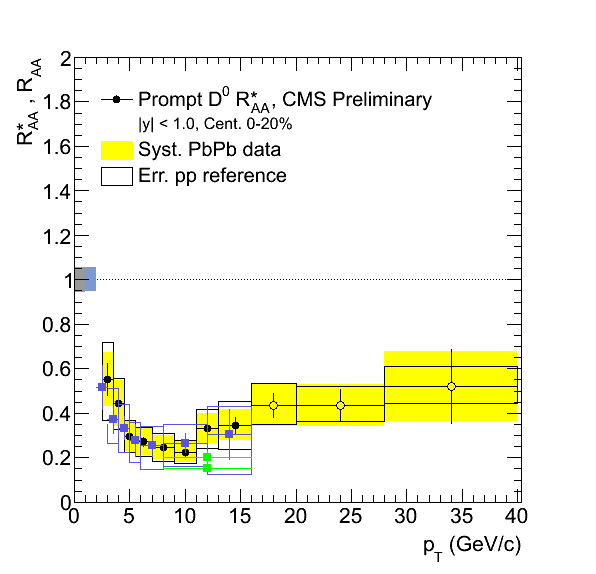 R*AA , RAA
2
1.8
1.6
1.4
1.2
1
0.8
0.6
0.4
0.2
0
Prompt D0 R*AA, CMS Preliminary
|y| < 1.0, Cent. 0-20%
Syst. PbPb data
Err. pp reference
0 5 10 15 20 25 30 35 40
pT (GeV/c)